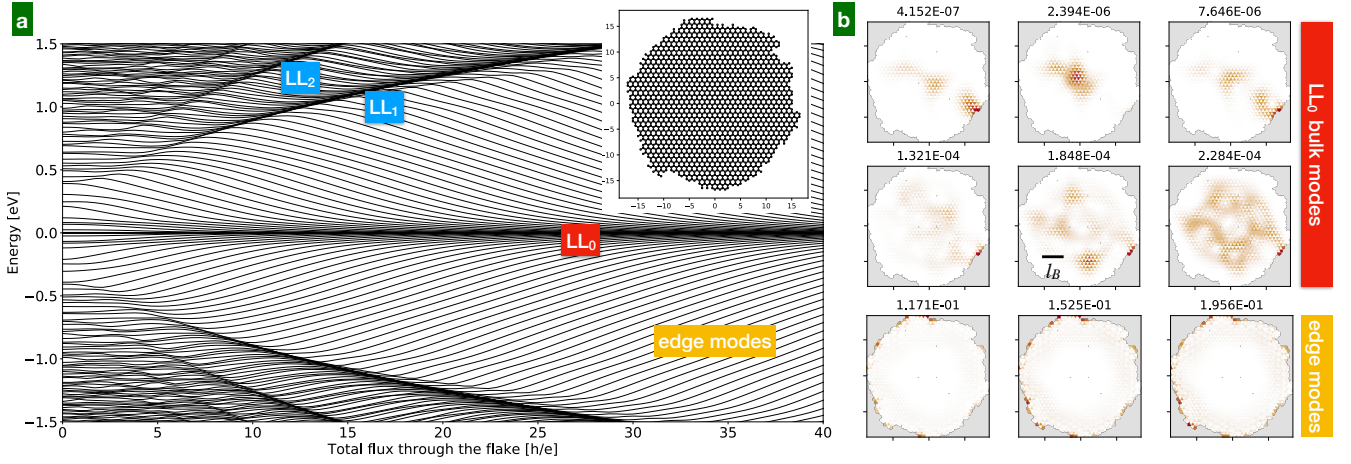 a
1.5
1.0
0.5
0.0
−0.5
−1.0
−1.5
Energy [eV]
0 5 10 15 20 25 30 35 40
Total flux through the flake [h/e]
LL2
LL1
LL0
edge modes
15
10
5
0
−5
−10
−15
−15 −10 −5 0 5 10 15
b
4.152E-07 2.394E-06 7.646E-06
1.321E-04 1.848E-04 2.284E-04
lB
1.171E-01 1.525E-01 1.956E-01
LL0 bulk modes
edge modes